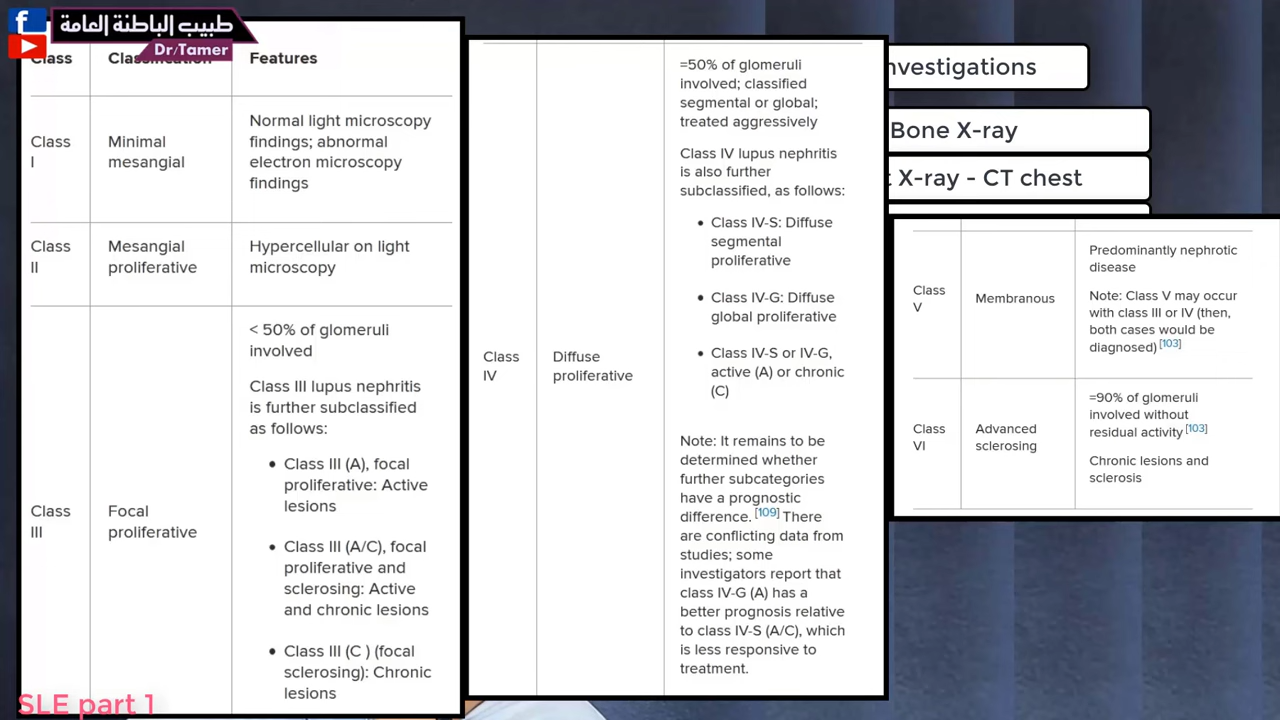 f
طبيب الباطنة العامة
Dr/Tamer
Class
Classification
Features
Class
I
Minimal
mesangial
Normal light microscopy
findings; abnormal
electron microscopy
findings
Class
II
Mesangial
proliferative
Hypercellular on light
microscopy
Class
III
Focal
proliferative
< 50% of glomeruli
involved
Class III lupus nephritis
is further subclassified
as follows:
• Class III (A), focal
proliferative: Active
lesions
• Class III (A/C), focal
proliferative and
sclerosing: Active
and chronic lesions
• Class III (C ) (focal
sclerosing): Chronic
lesions
Class
IV
Diffuse
proliferative
=50% of glomeruli
involved; classified
segmental or global;
treated aggressively
Class IV lupus nephritis
is also further
subclassified, as follows:
• Class IV-S: Diffuse
segmental
proliferative
• Class IV-G: Diffuse
global proliferative
• Class IV-S or IV-G,
active (A) or chronic
(C)
Note: It remains to be
determined whether
further subcategories
have a prognostic
difference. [109] There
are conflicting data from
studies; some
investigators report that
class IV-G (A) has a
better prognosis relative
to class IV-S (A/C), which
is less responsive to
treatment.
nvestigations
Bone X-ray
X-ray - CT chest
Class
V
Membranous
Predominantly nephrotic
disease
Note: Class V may occur
with class III or IV (then,
both cases would be
diagnosed) [103]
Class
VI
Advanced
sclerosing
=90% of glomeruli
involved without
residual activity [103]
Chronic lesions and
sclerosis
SLE part 1